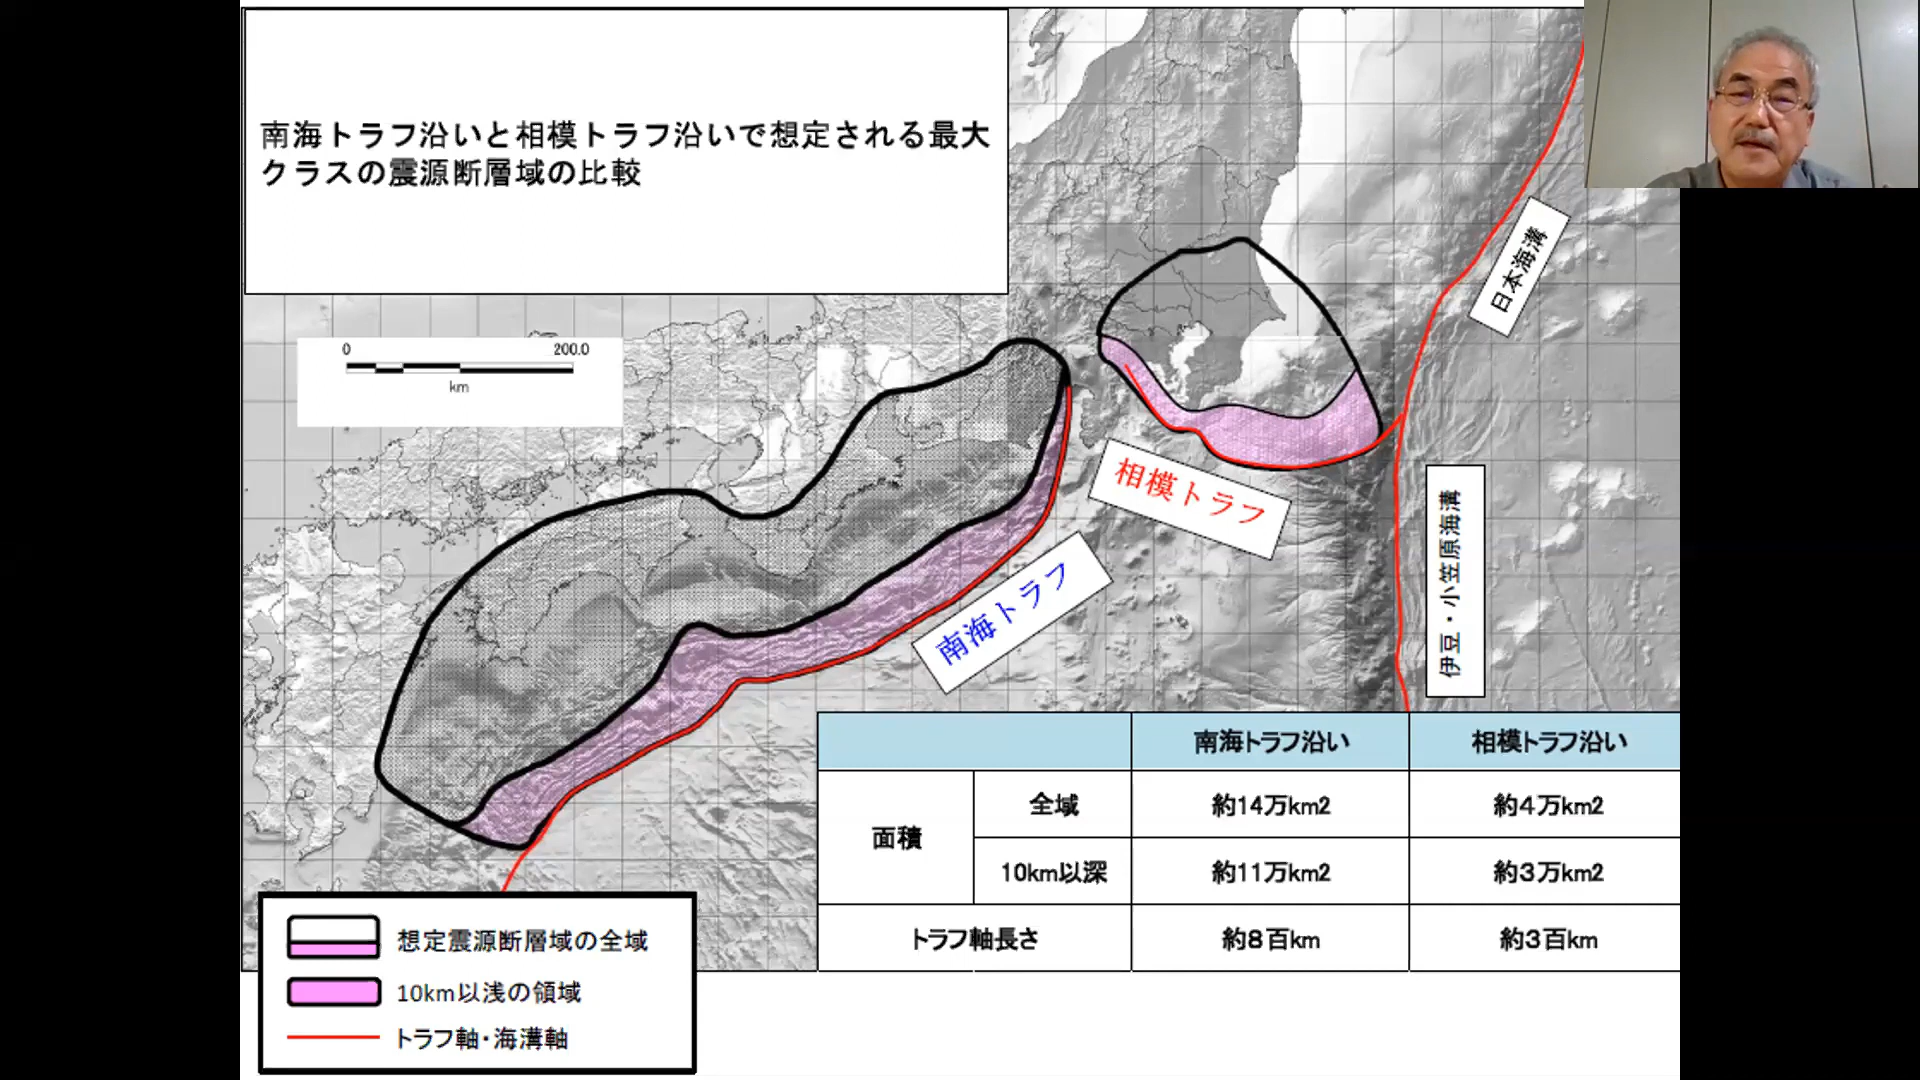 南海トラフ沿いと相模トラフ沿いで想定される最大
クラスの震源断層域の比較
0 200.0
km
日本海溝
相模トラフ
南海トラフ
伊豆・小笠原海溝
南海トラフ沿い 相模トラフ沿い
面積 全域 約14万km2 約4万km2
10km以深 約11万km2 約3万km2
トラフ軸長さ 約8百km 約3百km
想定震源断層域の全域
10km以浅の領域
トラフ軸・海溝軸